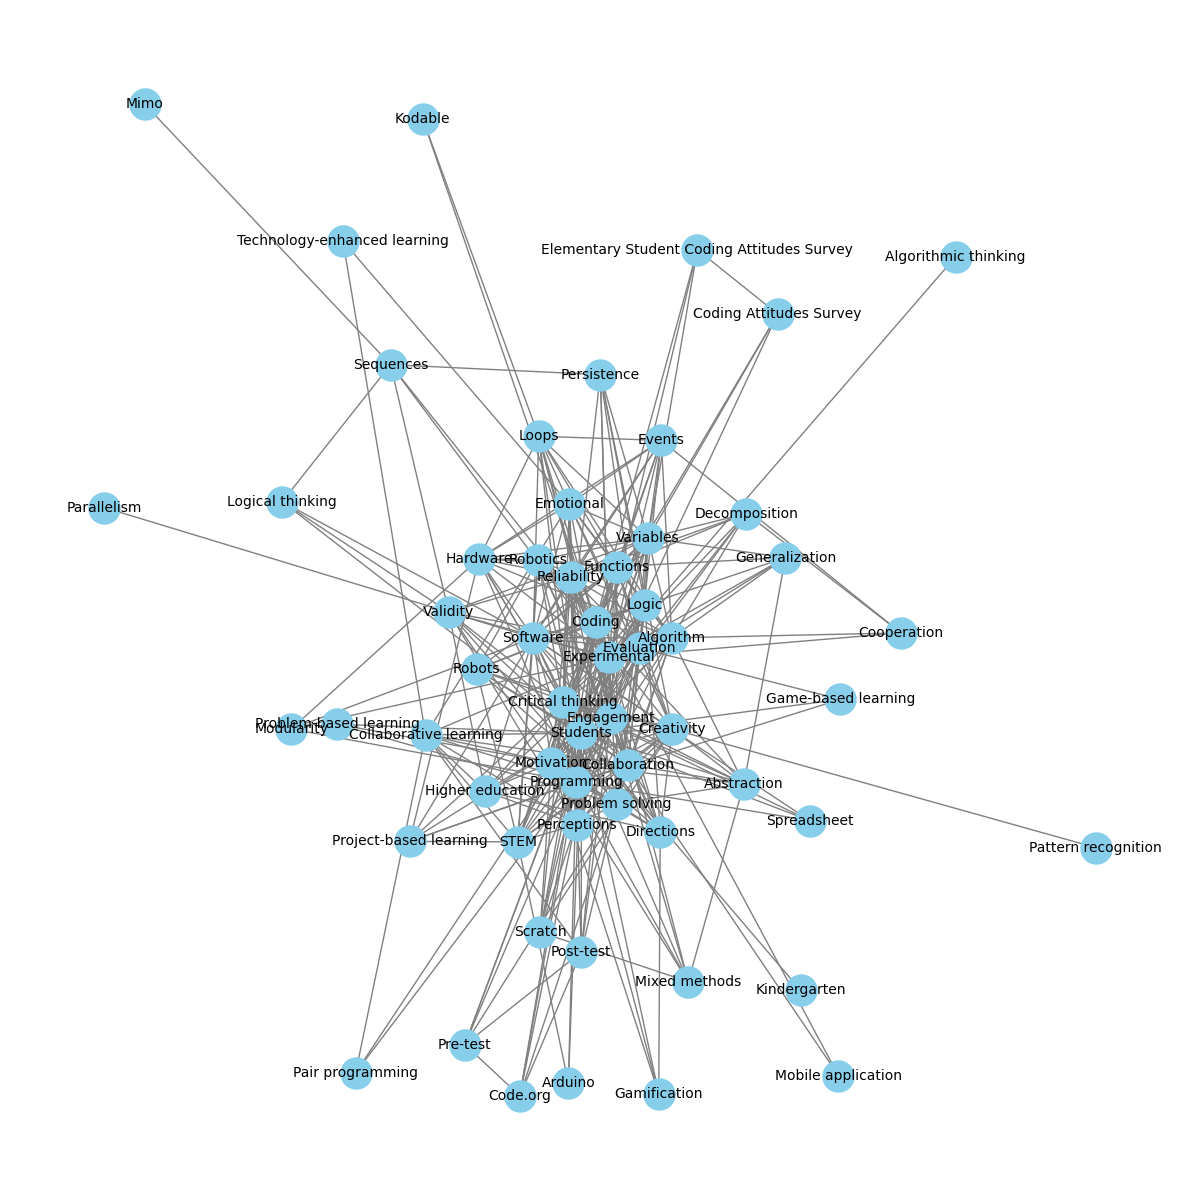 Mimo
Kodable
Technology-enhanced learning
Elementary Student Coding Attitudes Survey
Algorithmic thinking
Coding Attitudes Survey
Sequences
Persistence
Loops
Events
Logical thinking
Parallelism
Emotional
Decomposition
Variables
Hardware
Robotics
Functions
Generalization
Reliability
Logic
Validity
Coding
Software
Algorithm
Cooperation
Evaluation
Experimental
Robots
Critical thinking
Game-based learning
Engagement
Problem-based learning
Modularity
Collaborative learning
Students
Creativity
Motivation
Collaboration
Programming
Abstraction
Higher education
Problem solving
Spreadsheet
Perceptions
Directions
Project-based learning
STEM
Pattern recognition
Scratch
Post-test
Mixed methods
Kindergarten
Pre-test
Pair programming
Arduino
Mobile application
Code.org
Gamification